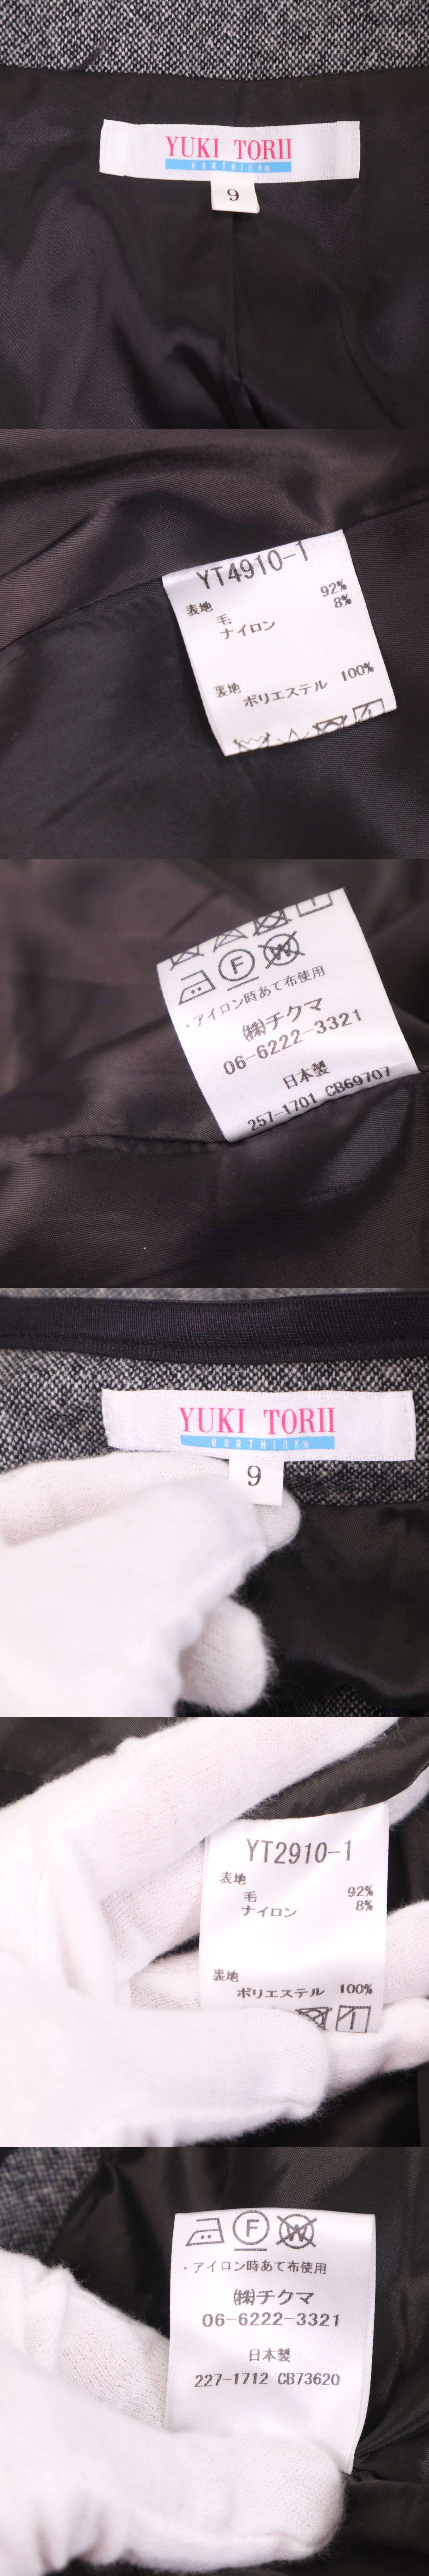 YUKI TORII
eaRTHINK®
9
YT4910-1
表地
毛 92%
ナイロン 8%
裏地
ポリエステル 100%
F W
・アイロン時あて布使用
㈱チクマ
06-6222-3321
日本製
257-1701 CB69707
YUKI TORII
eaRTHINK®
9
YT2910-1
表地
毛 92%
ナイロン 8%
裏地
ポリエステル 100%
F W
・アイロン時あて布使用
㈱チクマ
06-6222-3321
日本製
227-1712 CB73620